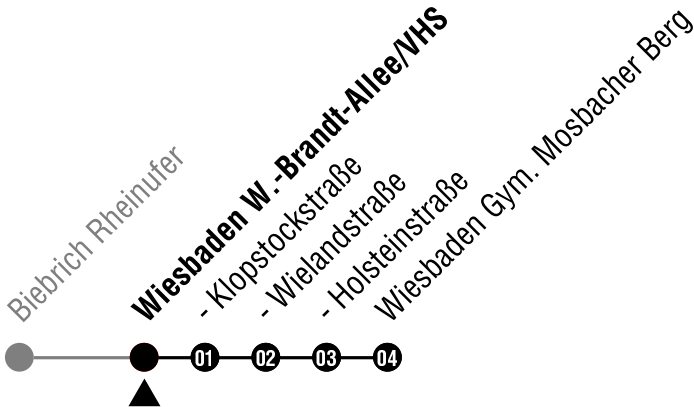 Biebrich Rheinufer
Wiesbaden W.-Brandt-Allee/VHS
- Klopstockstraße
- Wielandstraße
- Holsteinstraße
Wiesbaden Gym. Mosbacher Berg
01 02 03 04